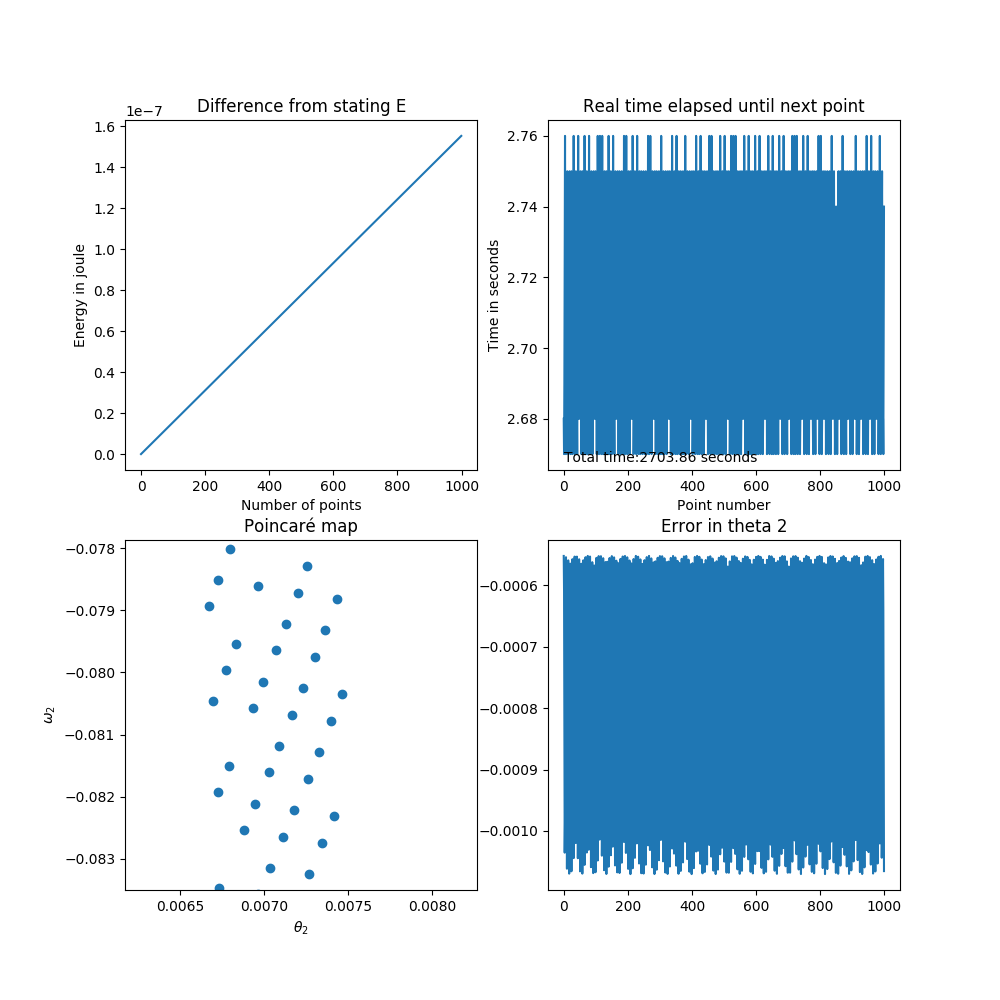 Difference from stating E
1e−7
1.6
1.4
1.2
1.0
0.8
0.6
0.4
0.2
0.0
Energy in joule
0 200 400 600 800 1000
Number of points
Real time elapsed until next point
2.76
2.74
2.72
2.70
2.68
Time in seconds
Total time:2703.86 seconds
0 200 400 600 800 1000
Point number
Poincaré map
−0.078
−0.079
−0.080
−0.081
−0.082
−0.083
ω₂
0.0065 0.0070 0.0075 0.0080
θ₂
Error in theta 2
−0.0006
−0.0007
−0.0008
−0.0009
−0.0010
0 200 400 600 800 1000